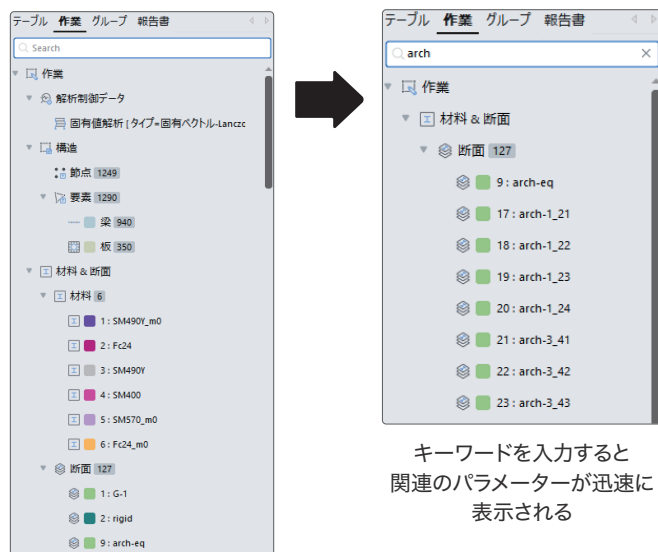 テーブル 作業 グループ 報告書
Search
作業
解析制御データ
固有値解析 [ タイプ=固有ベクトル-Lanczc
構造
節点 1249
要素 1290
梁 940
板 350
材料 & 断面
材料 6
1 : SM490Y_m0
2 : Fc24
3 : SM490Y
4 : SM400
5 : SM570_m0
6 : Fc24_m0
断面 127
1 : G-1
2 : rigid
9 : arch-eq
テーブル 作業 グループ 報告書
arch
作業
材料 & 断面
断面 127
9 : arch-eq
17 : arch-1_21
18 : arch-1_22
19 : arch-1_23
20 : arch-1_24
21 : arch-3_41
22 : arch-3_42
23 : arch-3_43
キーワードを入力すると
関連のパラメーターが迅速に
表示される